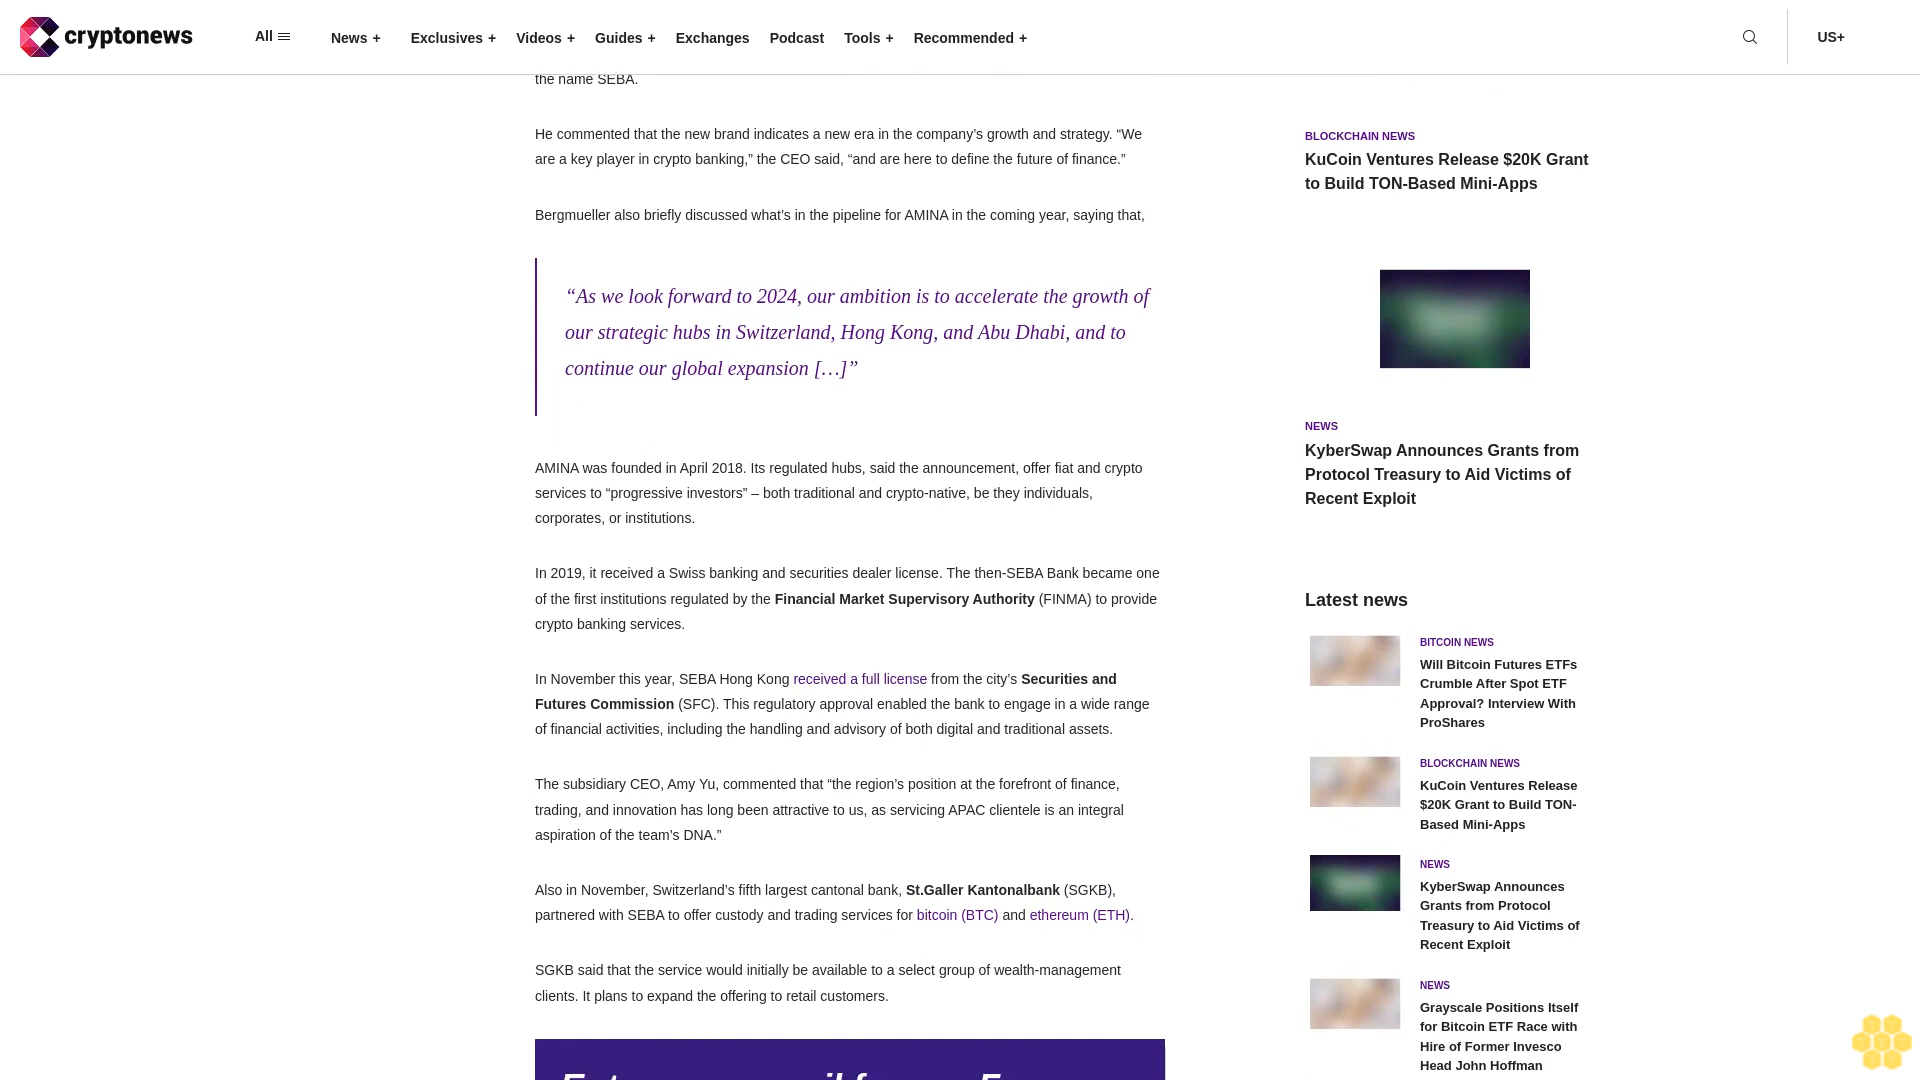 cryptonews
All
News +
Exclusives +
Videos +
Guides +
Exchanges
Podcast
Tools +
Recommended +
US+
the name SEBA.
He commented that the new brand indicates a new era in the company’s growth and strategy. “We
are a key player in crypto banking,” the CEO said, “and are here to define the future of finance.”
Bergmueller also briefly discussed what’s in the pipeline for AMINA in the coming year, saying that,
“As we look forward to 2024, our ambition is to accelerate the growth of
our strategic hubs in Switzerland, Hong Kong, and Abu Dhabi, and to
continue our global expansion […]”
AMINA was founded in April 2018. Its regulated hubs, said the announcement, offer fiat and crypto
services to “progressive investors” – both traditional and crypto-native, be they individuals,
corporates, or institutions.
In 2019, it received a Swiss banking and securities dealer license. The then-SEBA Bank became one
of the first institutions regulated by the Financial Market Supervisory Authority (FINMA) to provide
crypto banking services.
In November this year, SEBA Hong Kong received a full license from the city’s Securities and
Futures Commission (SFC). This regulatory approval enabled the bank to engage in a wide range
of financial activities, including the handling and advisory of both digital and traditional assets.
The subsidiary CEO, Amy Yu, commented that “the region’s position at the forefront of finance,
trading, and innovation has long been attractive to us, as servicing APAC clientele is an integral
aspiration of the team’s DNA.”
Also in November, Switzerland’s fifth largest cantonal bank, St.Galler Kantonalbank (SGKB),
partnered with SEBA to offer custody and trading services for bitcoin (BTC) and ethereum (ETH).
SGKB said that the service would initially be available to a select group of wealth-management
clients. It plans to expand the offering to retail customers.
BLOCKCHAIN NEWS
KuCoin Ventures Release $20K Grant
to Build TON-Based Mini-Apps
NEWS
KyberSwap Announces Grants from
Protocol Treasury to Aid Victims of
Recent Exploit
Latest news
BITCOIN NEWS
Will Bitcoin Futures ETFs
Crumble After Spot ETF
Approval? Interview With
ProShares
BLOCKCHAIN NEWS
KuCoin Ventures Release
$20K Grant to Build TON-
Based Mini-Apps
NEWS
KyberSwap Announces
Grants from Protocol
Treasury to Aid Victims of
Recent Exploit
NEWS
Grayscale Positions Itself
for Bitcoin ETF Race with
Hire of Former Invesco
Head John Hoffman